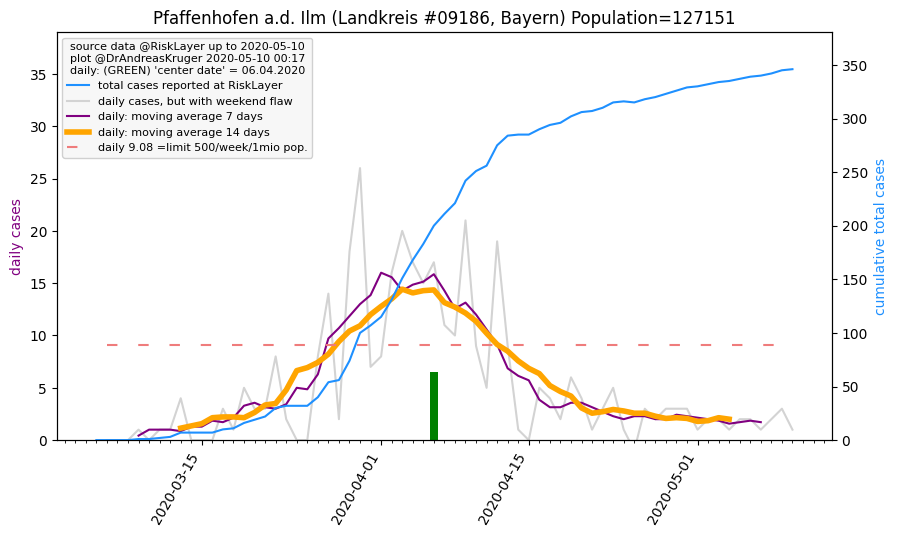 Pfaffenhofen a.d. Ilm (Landkreis #09186, Bayern) Population=127151
source data @RiskLayer up to 2020-05-10
plot @DrAndreasKruger 2020-05-10 00:17
daily: (GREEN) 'center date' = 06.04.2020
total cases reported at RiskLayer
daily cases, but with weekend flaw
daily: moving average 7 days
daily: moving average 14 days
daily 9.08 =limit 500/week/1mio pop.
daily cases
35
30
25
20
15
10
5
0
cumulative total cases
350
300
250
200
150
100
50
0
2020-03-15
2020-04-01
2020-04-15
2020-05-01